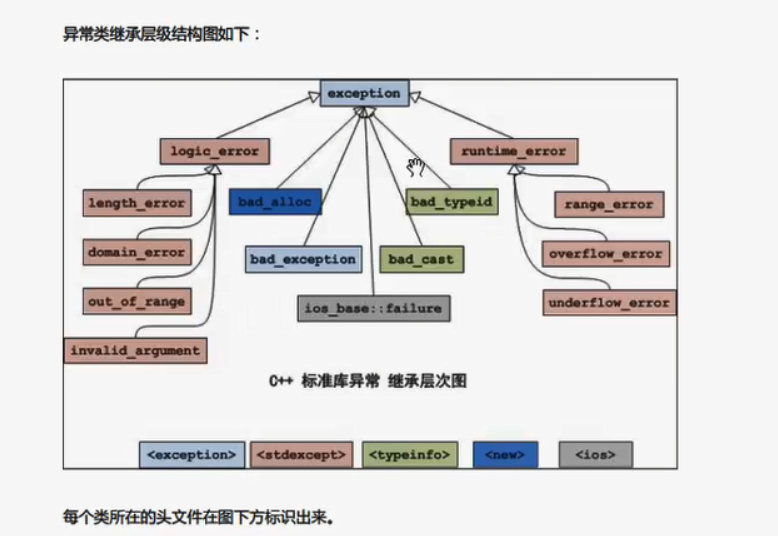 异常类继承层级结构图如下：
exception
logic_error
runtime_error
length_error
bad_alloc
bad_typeid
range_error
domain_error
bad_exception
bad_cast
overflow_error
out_of_range
ios_base::failure
underflow_error
invalid_argument
C++ 标准库异常 继承层次图
<exception> <stdexcept> <typeinfo> <new> <ios>
每个类所在的头文件在图下方标识出来。